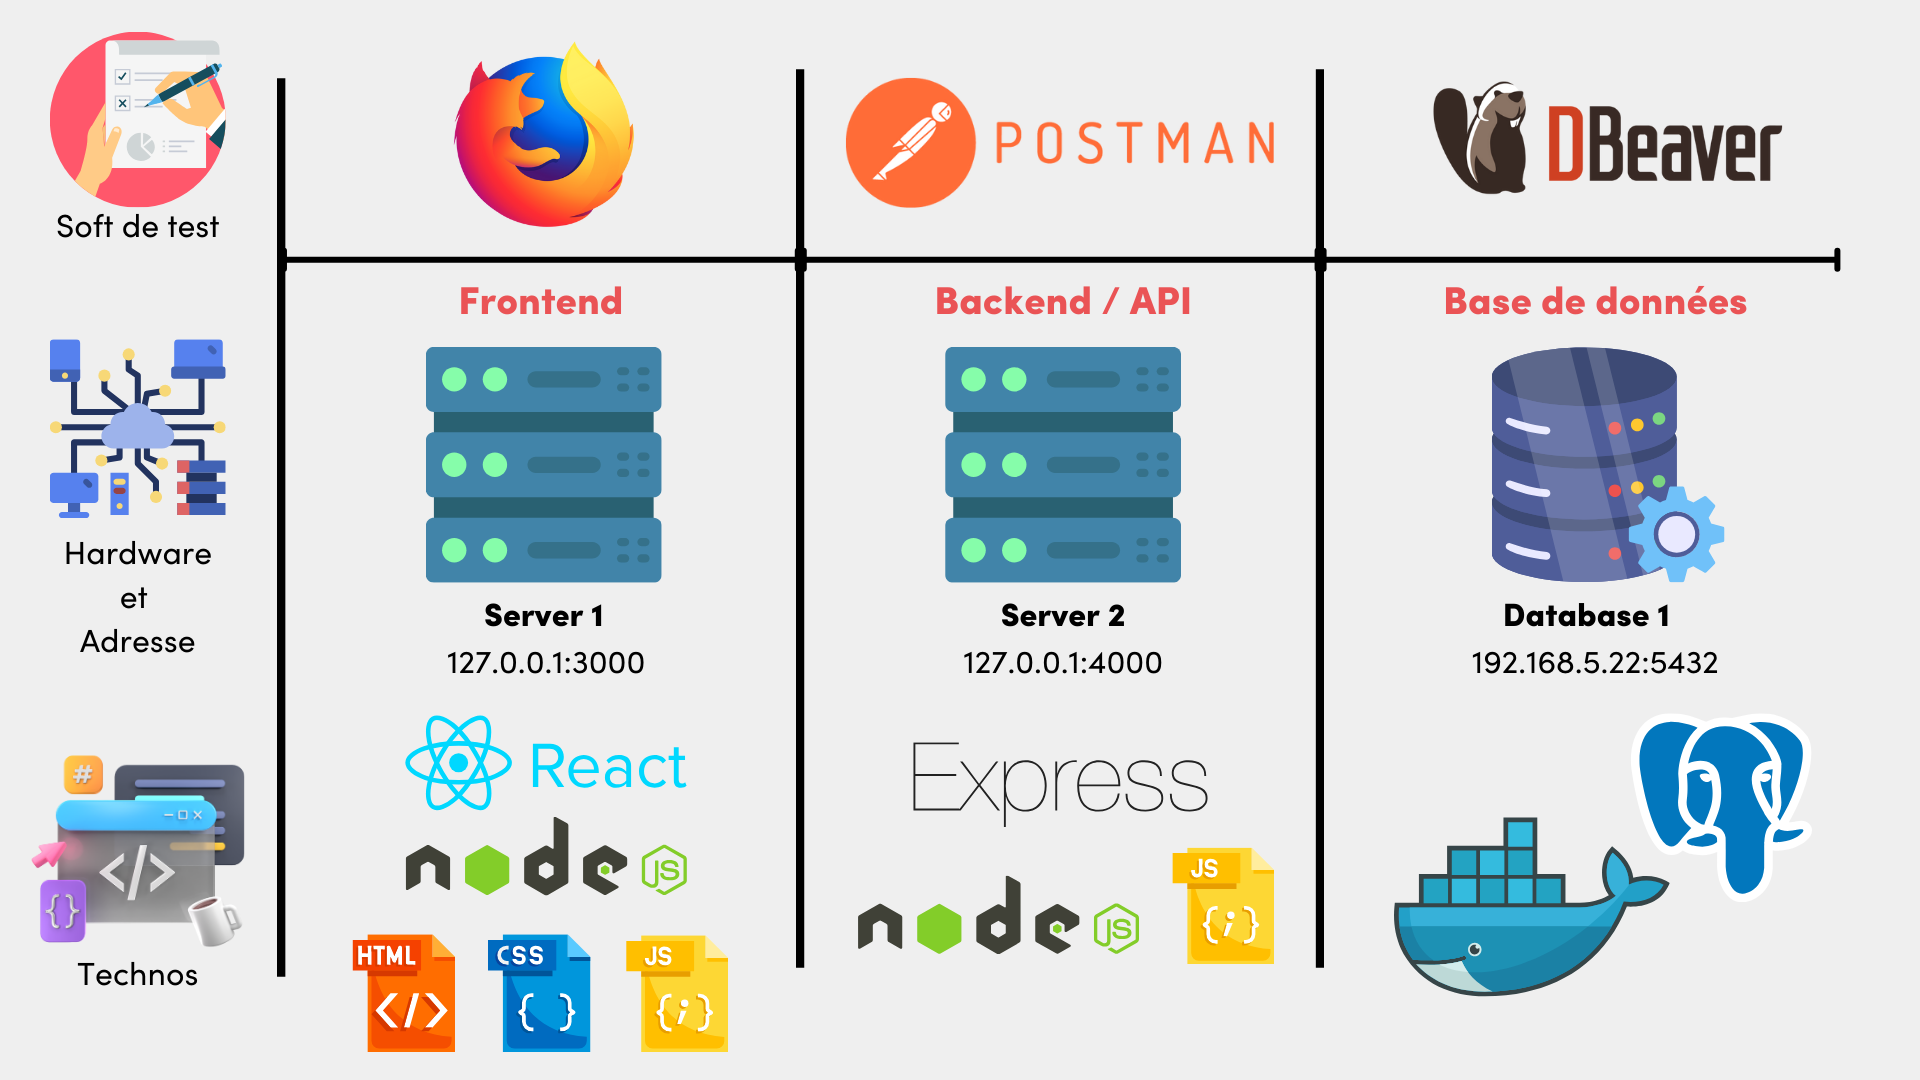 Soft de test
POSTMAN
DBeaver
Frontend
Backend / API
Base de données
Hardware
et
Adresse
Server 1
127.0.0.1:3000
Server 2
127.0.0.1:4000
Database 1
192.168.5.22:5432
#
</>
{}
Technos
React
node
JS
HTML
</>
CSS
{ }
JS
{;}
Express
node
JS
JS
{;}